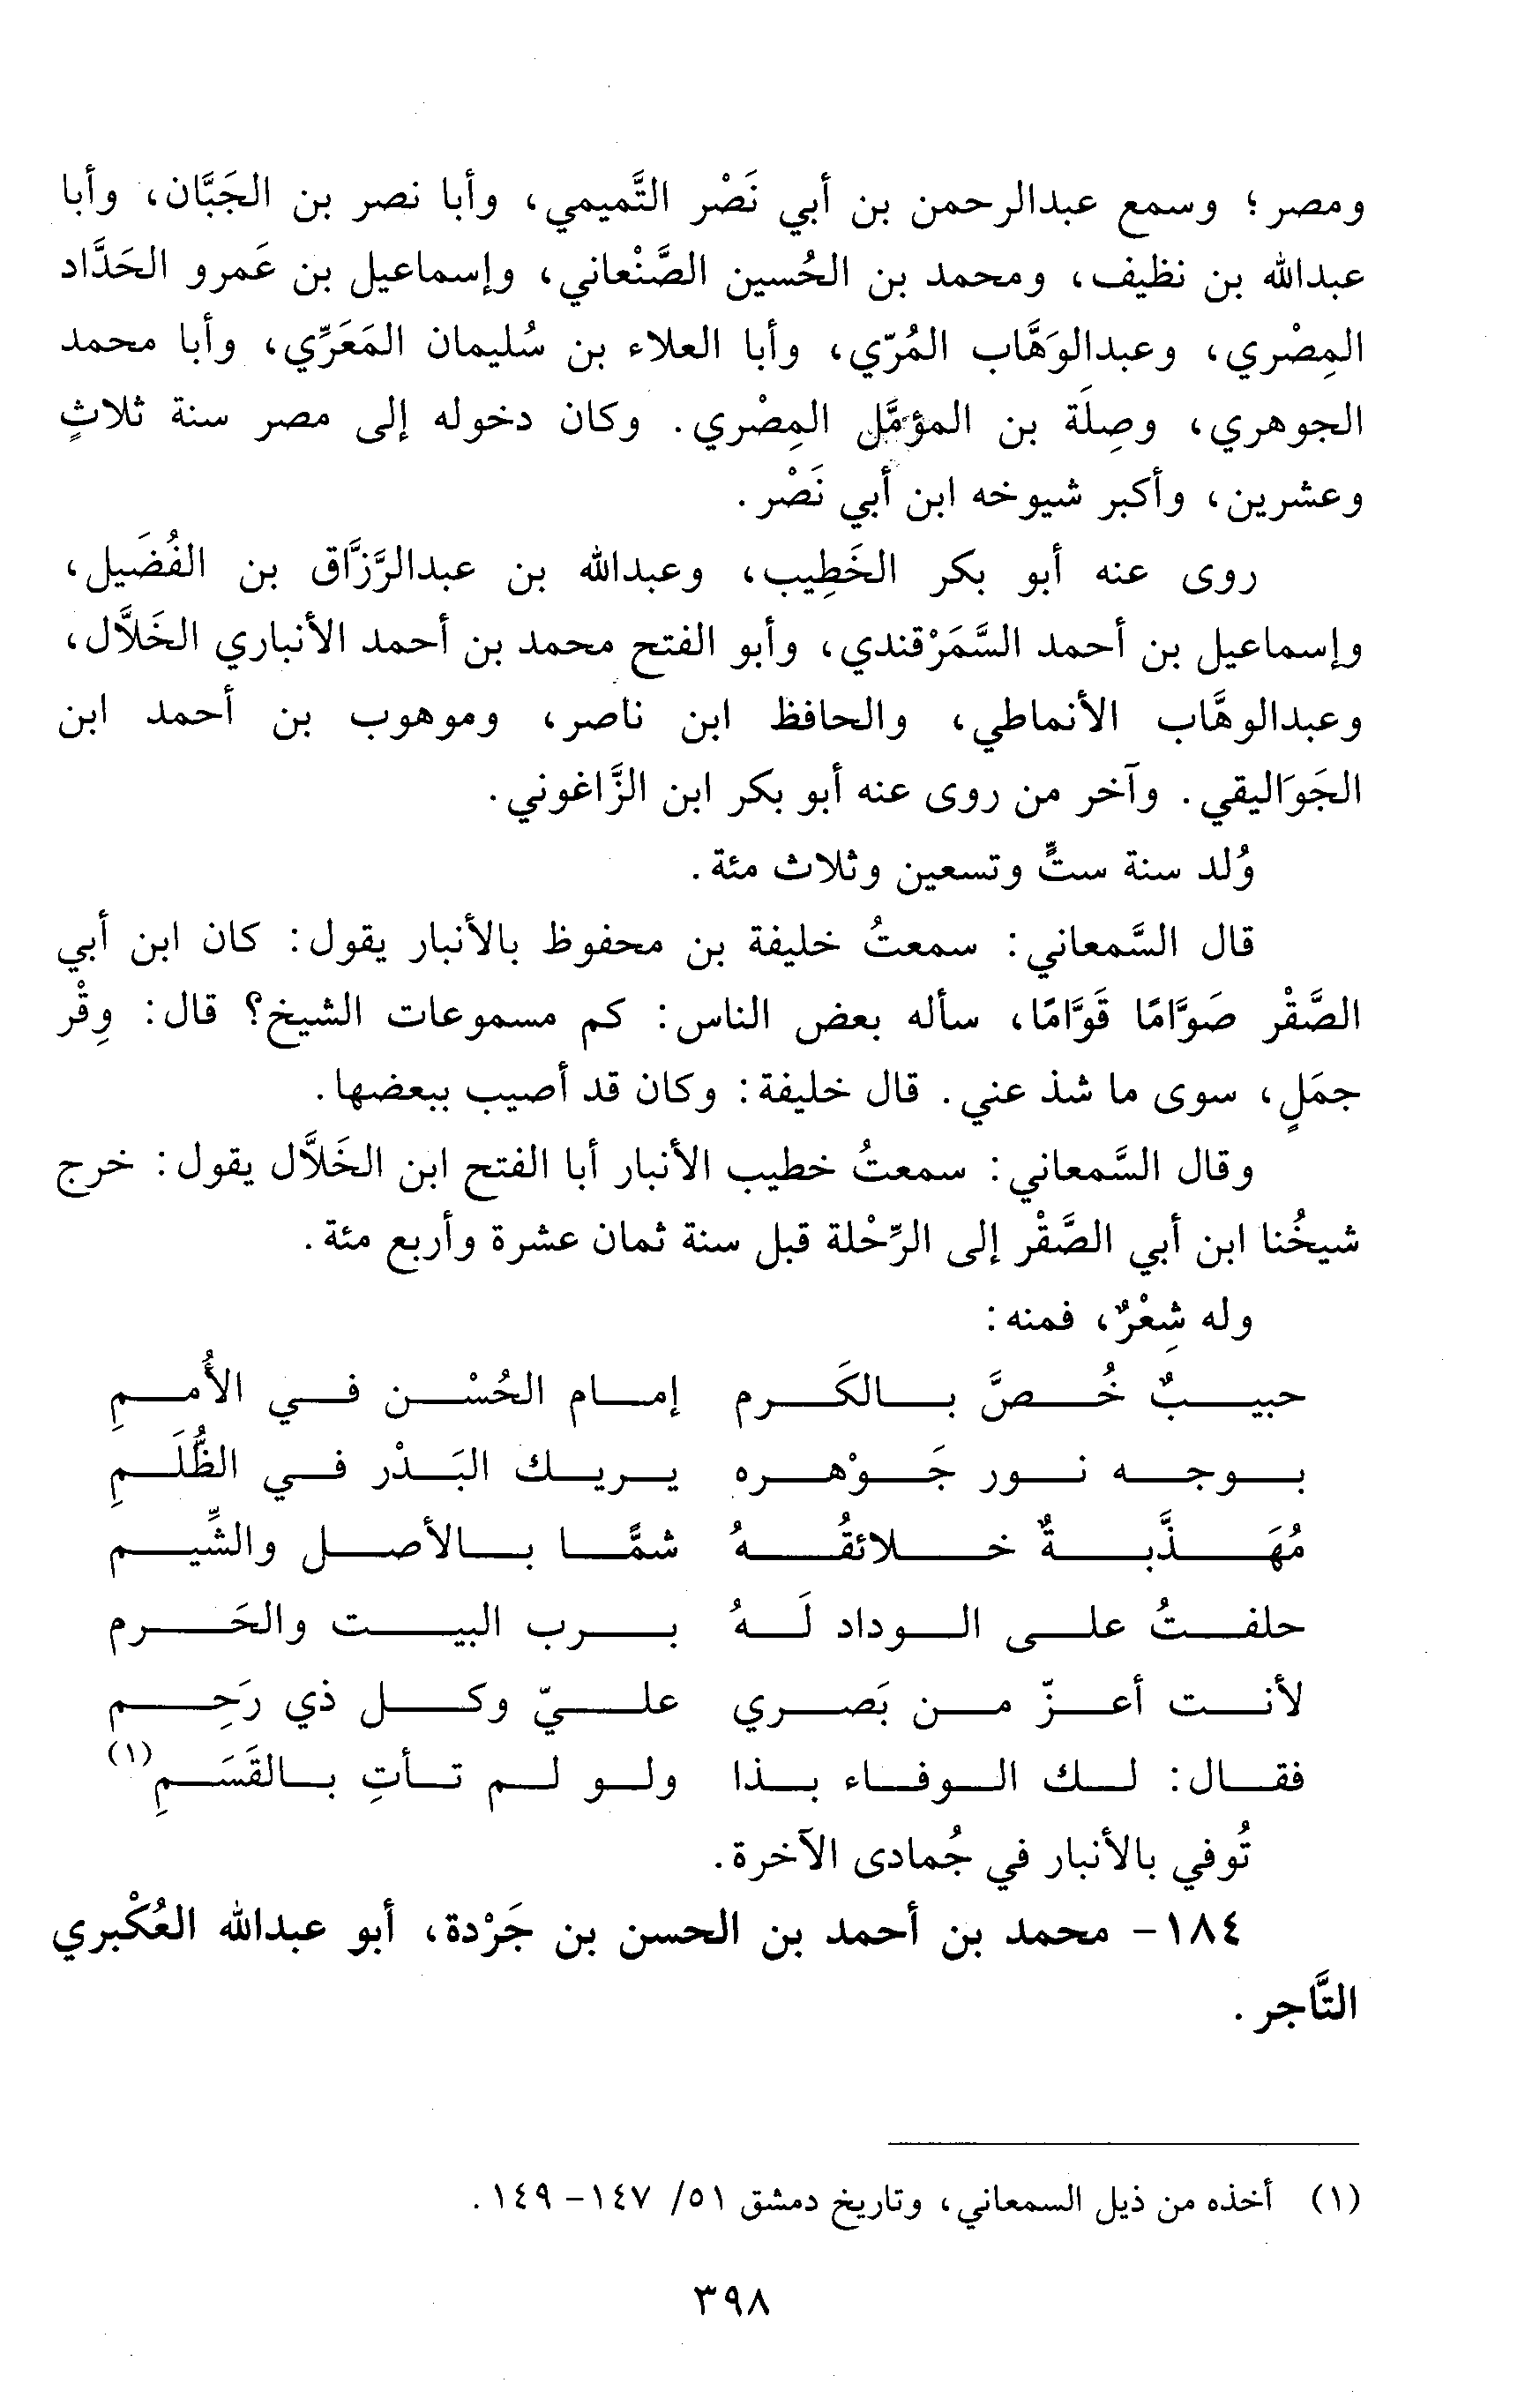 ومصر؛ وسمع عبدالرحمن بن أبي نَصْر التَّميمي، وأبا نصر بن الجَبَّان، وأبا
عبدالله بن نظيف، ومحمد بن الحُسين الصَّنْعاني، وإسماعيل بن عَمرو الحَدَّاد
المِصْري، وعبدالوَهَّاب المُرّي، وأبا العلاء بن سُليمان المَعَرِّي، وأبا محمد
الجوهري، وصِلَة بن المؤمَّل المِصْري. وكان دخوله إلى مصر سنة ثلاثٍ
وعشرين، وأكبر شيوخه ابن أبي نَصْر.
روى عنه أبو بكر الخَطِيب، وعبدالله بن عبدالرَّزَّاق بن الفُضَيل،
وإسماعيل بن أحمد السَّمَرْقندي، وأبو الفتح محمد بن أحمد الأنباري الخَلاَّل،
وعبدالوهَّاب الأنماطي، والحافظ ابن ناصر، وموهوب بن أحمد ابن
الجَوَاليقي. وآخر من روى عنه أبو بكر ابن الزَّاغوني.
وُلد سنة ستٍّ وتسعين وثلاث مئة.
قال السَّمعاني: سمعتُ خليفة بن محفوظ بالأنبار يقول: كان ابن أبي
الصَّقْر صَوَّامًا قَوَّامًا، سأله بعض الناس: كم مسموعات الشيخ؟ قال: وِقْر
جمَلٍ، سوى ما شذ عني. قال خليفة: وكان قد أصيب ببعضها.
وقال السَّمعاني: سمعتُ خطيب الأنبار أبا الفتح ابن الخَلاَّل يقول: خرج
شيخُنا ابن أبي الصَّقْر إلى الرِّحْلة قبل سنة ثمان عشرة وأربع مئة.
وله شِعْرٌ، فمنه:
حبيبٌ خُصَّ بالكَرم إمام الحُسْن في الأُممِ
بوجه نور جَوْهره يريك البَدْر في الظُّلَمِ
مُهَذَّبةٌ خلائقُهُ شمًّا بالأصل والشِّيم
حلفتُ على الوداد لَهُ برب البيت والحَرم
لأنت أعزّ من بَصري عليّ وكل ذي رَحِم
فقال: لك الوفاء بذا ولو لم تأتِ بالقَسَمِ(١)
تُوفي بالأنبار في جُمادى الآخرة.
١٨٤- محمد بن أحمد بن الحسن بن جَرْدة، أبو عبدالله العُكْبري
التَّاجر.
(١) أخذه من ذيل السمعاني، وتاريخ دمشق ٥١/ ١٤٧- ١٤٩.
٣٩٨